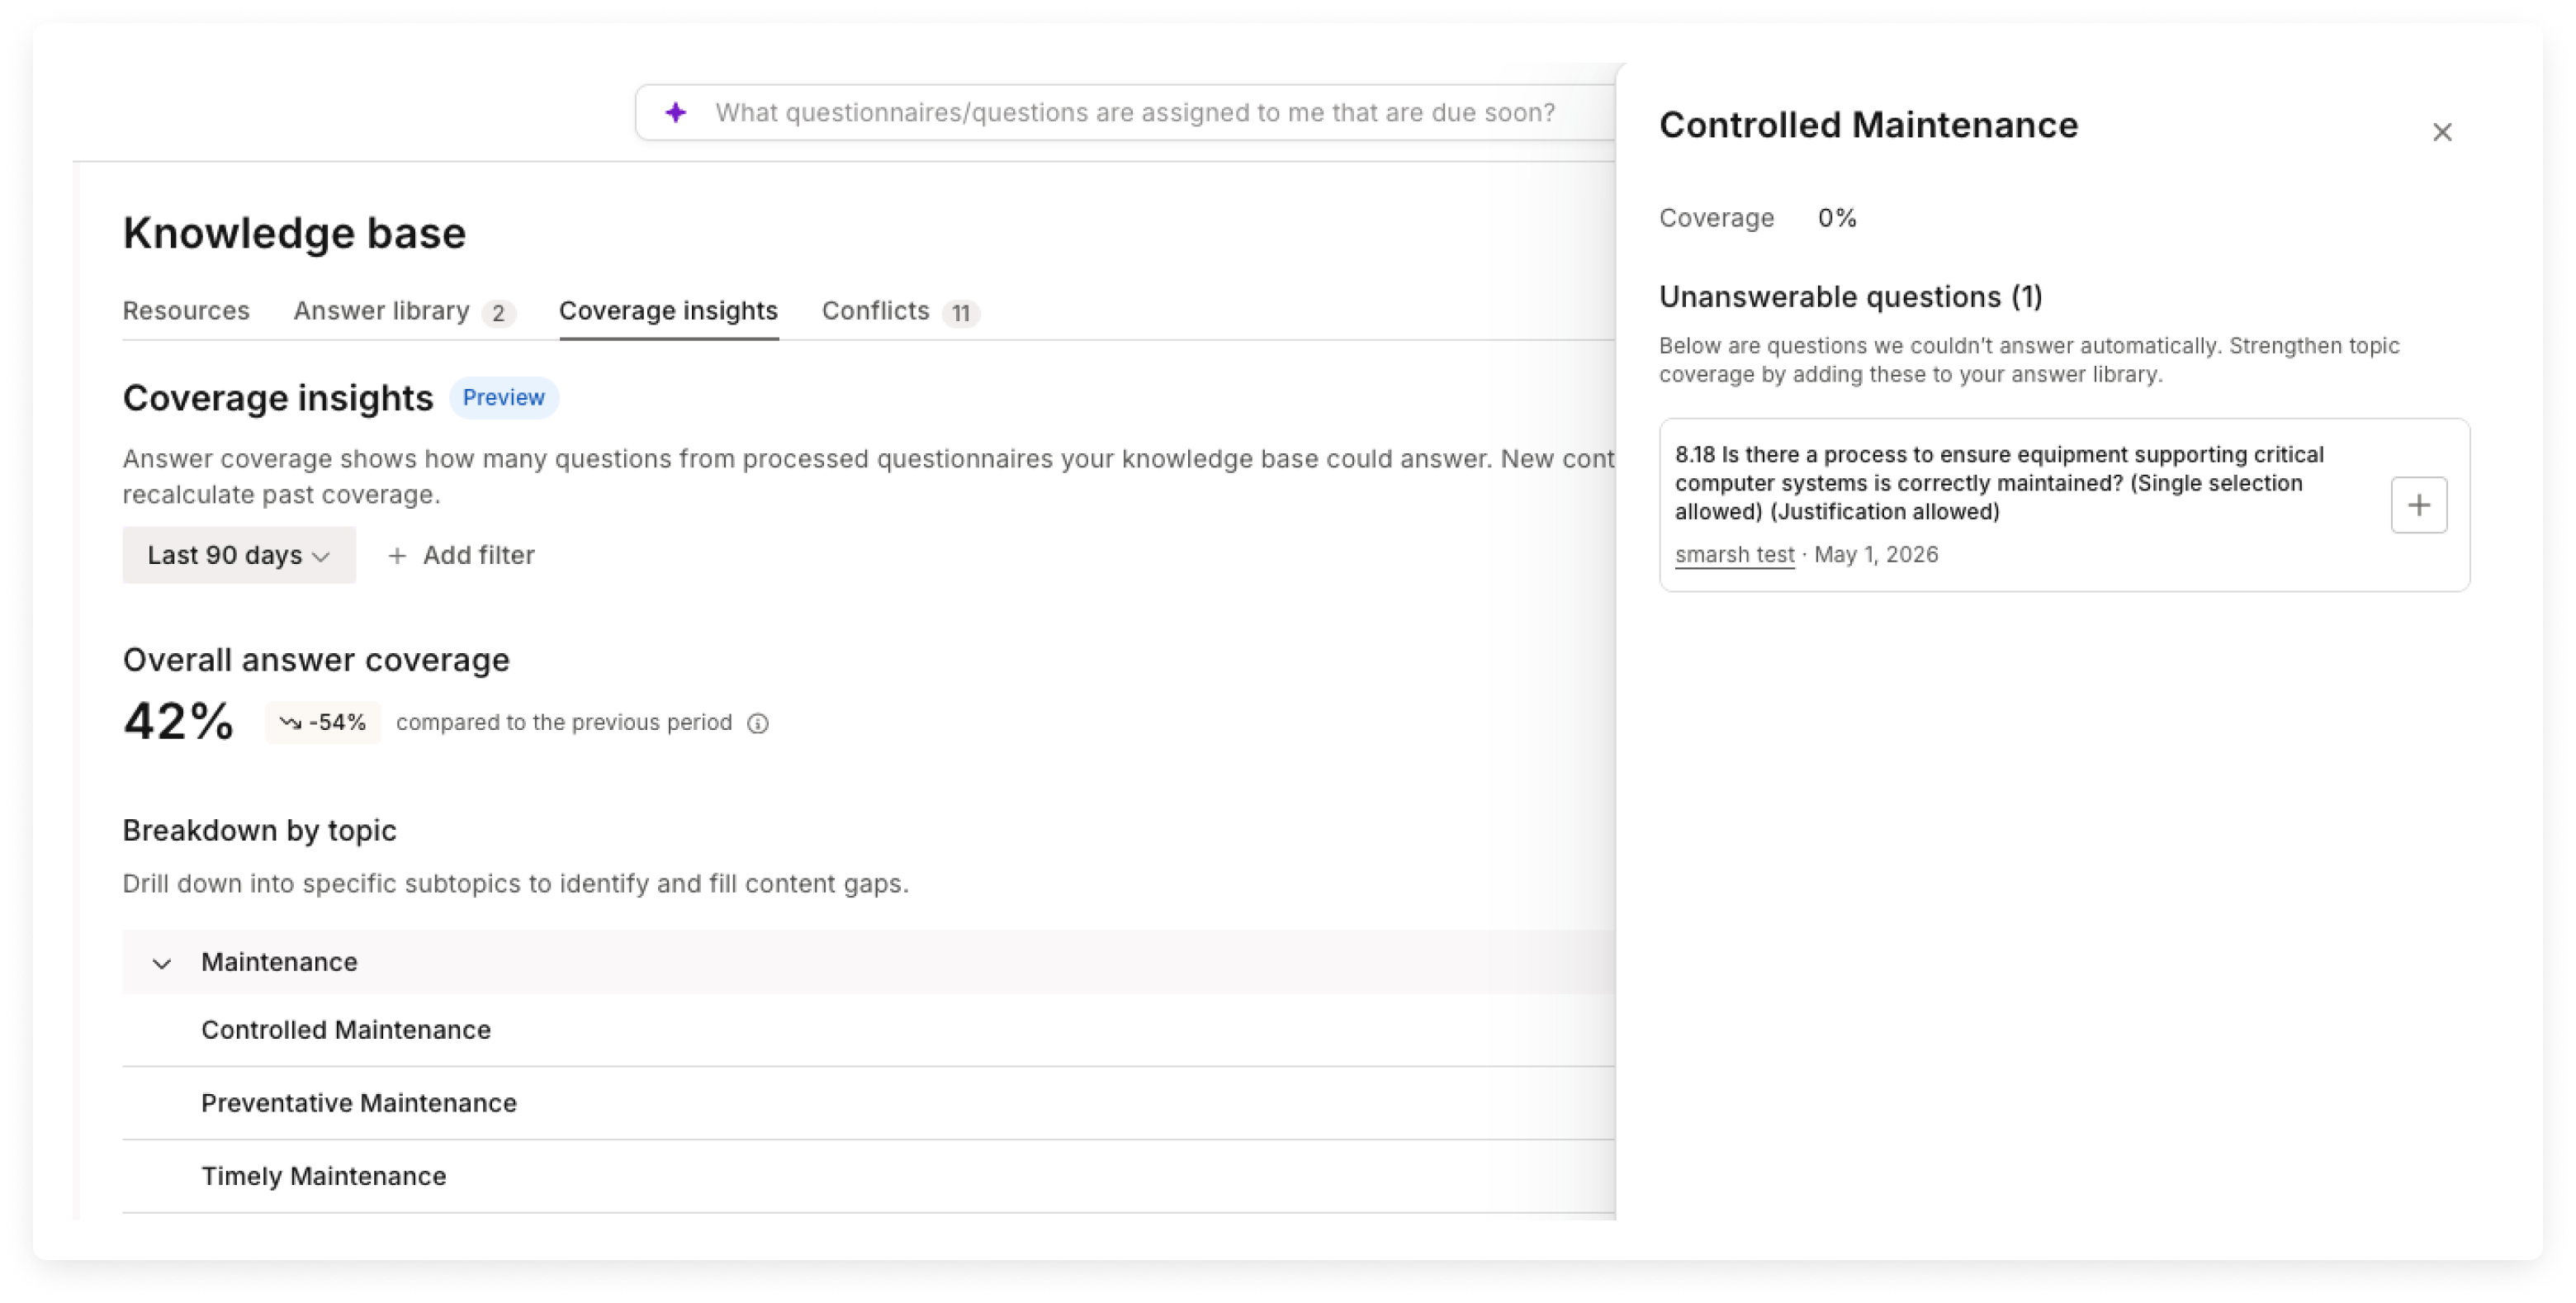 What questionnaires/questions are assigned to me that are due soon?
Knowledge base
Resources Answer library 2 Coverage insights Conflicts 11
Coverage insights Preview
Answer coverage shows how many questions from processed questionnaires your knowledge base could answer. New cont
recalculate past coverage.
Last 90 days + Add filter
Overall answer coverage
42% -54% compared to the previous period
Breakdown by topic
Drill down into specific subtopics to identify and fill content gaps.
Maintenance
Controlled Maintenance
Preventative Maintenance
Timely Maintenance
Controlled Maintenance
Coverage 0%
Unanswerable questions (1)
Below are questions we couldn’t answer automatically. Strengthen topic
coverage by adding these to your answer library.
8.18 Is there a process to ensure equipment supporting critical
computer systems is correctly maintained? (Single selection
allowed) (Justification allowed)
smarsh test · May 1, 2026